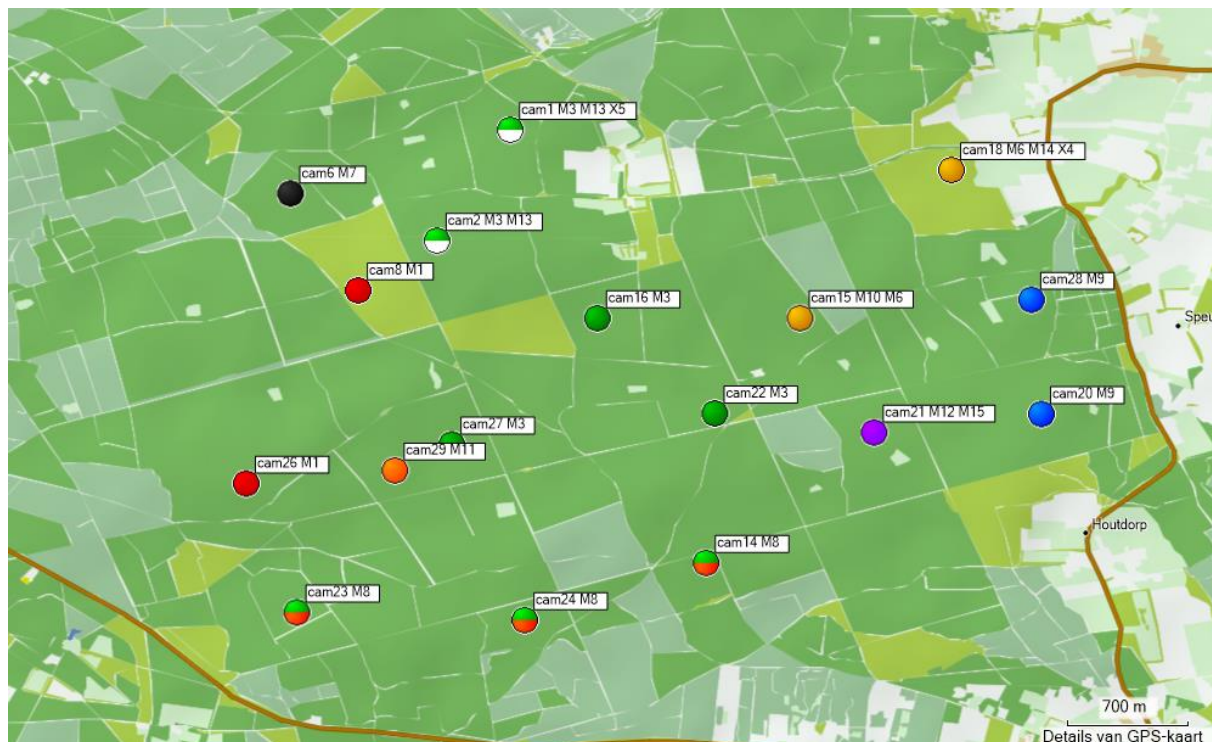 cam1 M3 M13 X5
cam18 M6 M14 X4
cam6 M7
cam2 M3 M13
cam8 M1
cam28 M9
cam16 M3
cam15 M10 M6
Speu
cam22 M3
cam20 M9
cam21 M12 M15
cam27 M3
cam29 M11
cam26 M1
Houtdorp
cam14 M8
cam23 M8
cam24 M8
700 m
Details van GPS-kaart